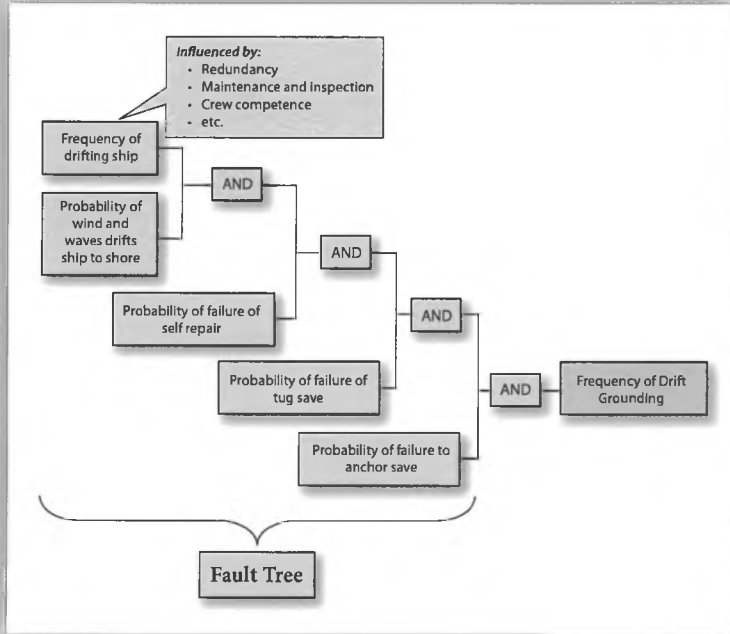 Influenced by:
• Redundancy
• Maintenance and inspection
• Crew competence
• etc.
Frequency of
drifting ship
AND
Probability of
wind and
waves drifts
ship to shore
AND
Probability of failure of
self repair
AND
Probability of failure of
tug save
AND
Frequency of Drift
Grounding
Probability of failure to
anchor save
Fault Tree